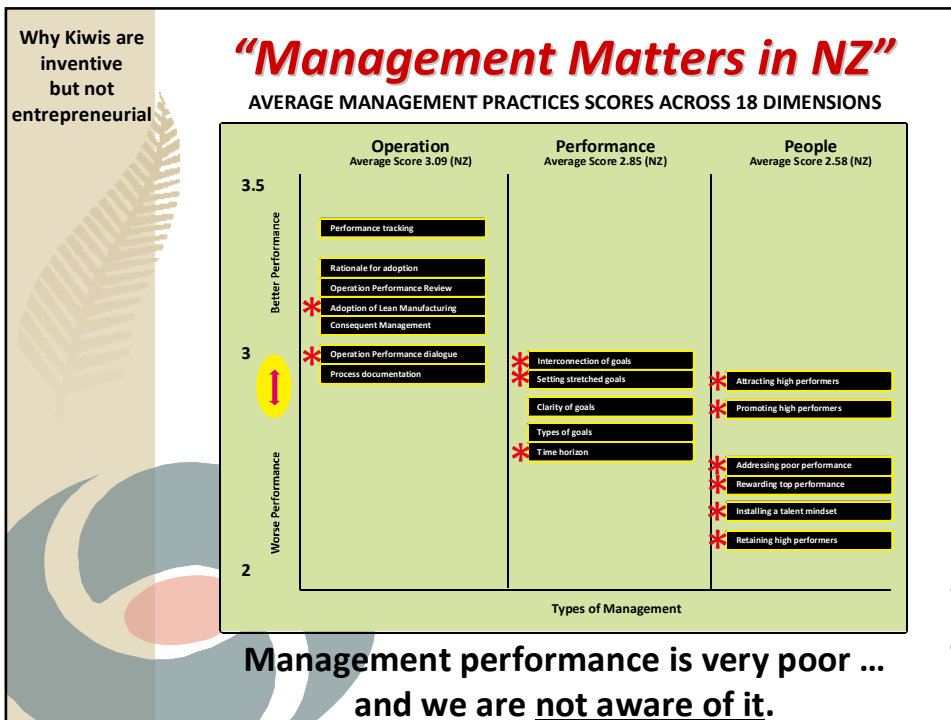 Why Kiwis are
inventive
but not
entrepreneurial
“Management Matters in NZ”
AVERAGE MANAGEMENT PRACTICES SCORES ACROSS 18 DIMENSIONS
Operation
Average Score 3.09 (NZ)
Performance
Average Score 2.85 (NZ)
People
Average Score 2.58 (NZ)
3.5
Better Performance
3
Worse Performance
2
Performance tracking
Rationale for adoption
Operation Performance Review
* Adoption of Lean Manufacturing
Consequent Management
* Operation Performance dialogue
Process documentation
* Interconnection of goals
* Setting stretched goals
Clarity of goals
Types of goals
* Time horizon
* Attracting high performers
* Promoting high performers
* Addressing poor performance
* Rewarding top performance
* Installing a talent mindset
* Retaining high performers
Types of Management
Management performance is very poor …
and we are not aware of it.